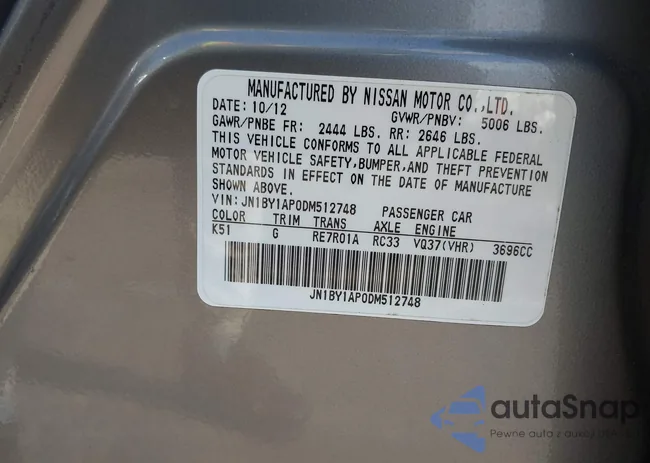 MANUFACTURED BY NISSAN MOTOR CO.,LTD.
DATE: 10/12 GVWR/PNBV: 5006 LBS.
GAWR/PNBE FR: 2444 LBS. RR: 2646 LBS.
THIS VEHICLE CONFORMS TO ALL APPLICABLE FEDERAL
MOTOR VEHICLE SAFETY,BUMPER,AND THEFT PREVENTION
STANDARDS IN EFFECT ON THE DATE OF MANUFACTURE
SHOWN ABOVE.
VIN: JN1BY1AP0DM512748 PASSENGER CAR
COLOR TRIM TRANS AXLE ENGINE
K51 G RE7R01A RC33 VQ37(VHR) 3696CC
JN1BY1AP0DM512748
autaSnap
Pewne auta z aukcji